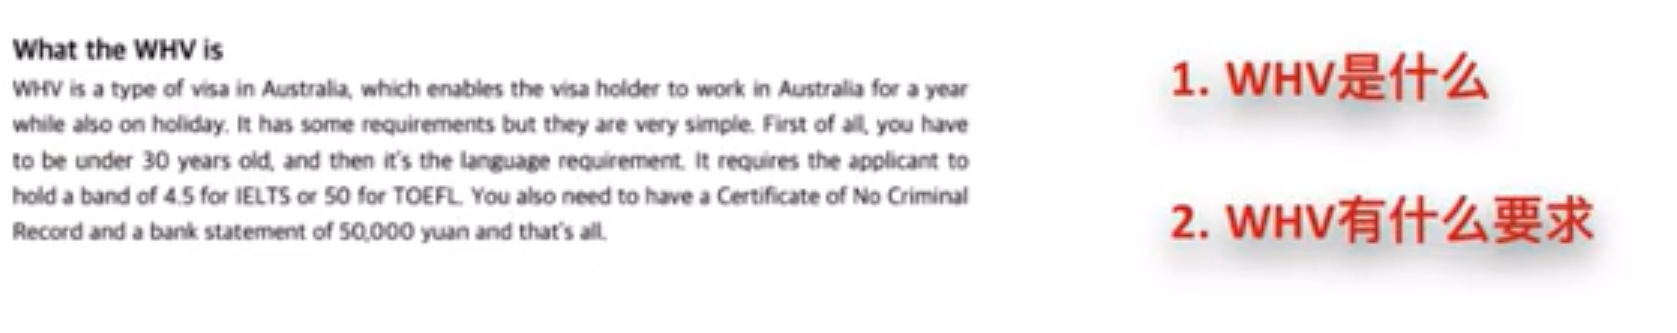 What the WHV is
WHV is a type of visa in Australia, which enables the visa holder to work in Australia for a year
while also on holiday. It has some requirements but they are very simple. First of all, you have
to be under 30 years old, and then it's the language requirement. It requires the applicant to
hold a band of 4.5 for IELTS or 50 for TOEFL. You also need to have a Certificate of No Criminal
Record and a bank statement of 50,000 yuan and that's all.
1. WHV是什么
2. WHV有什么要求